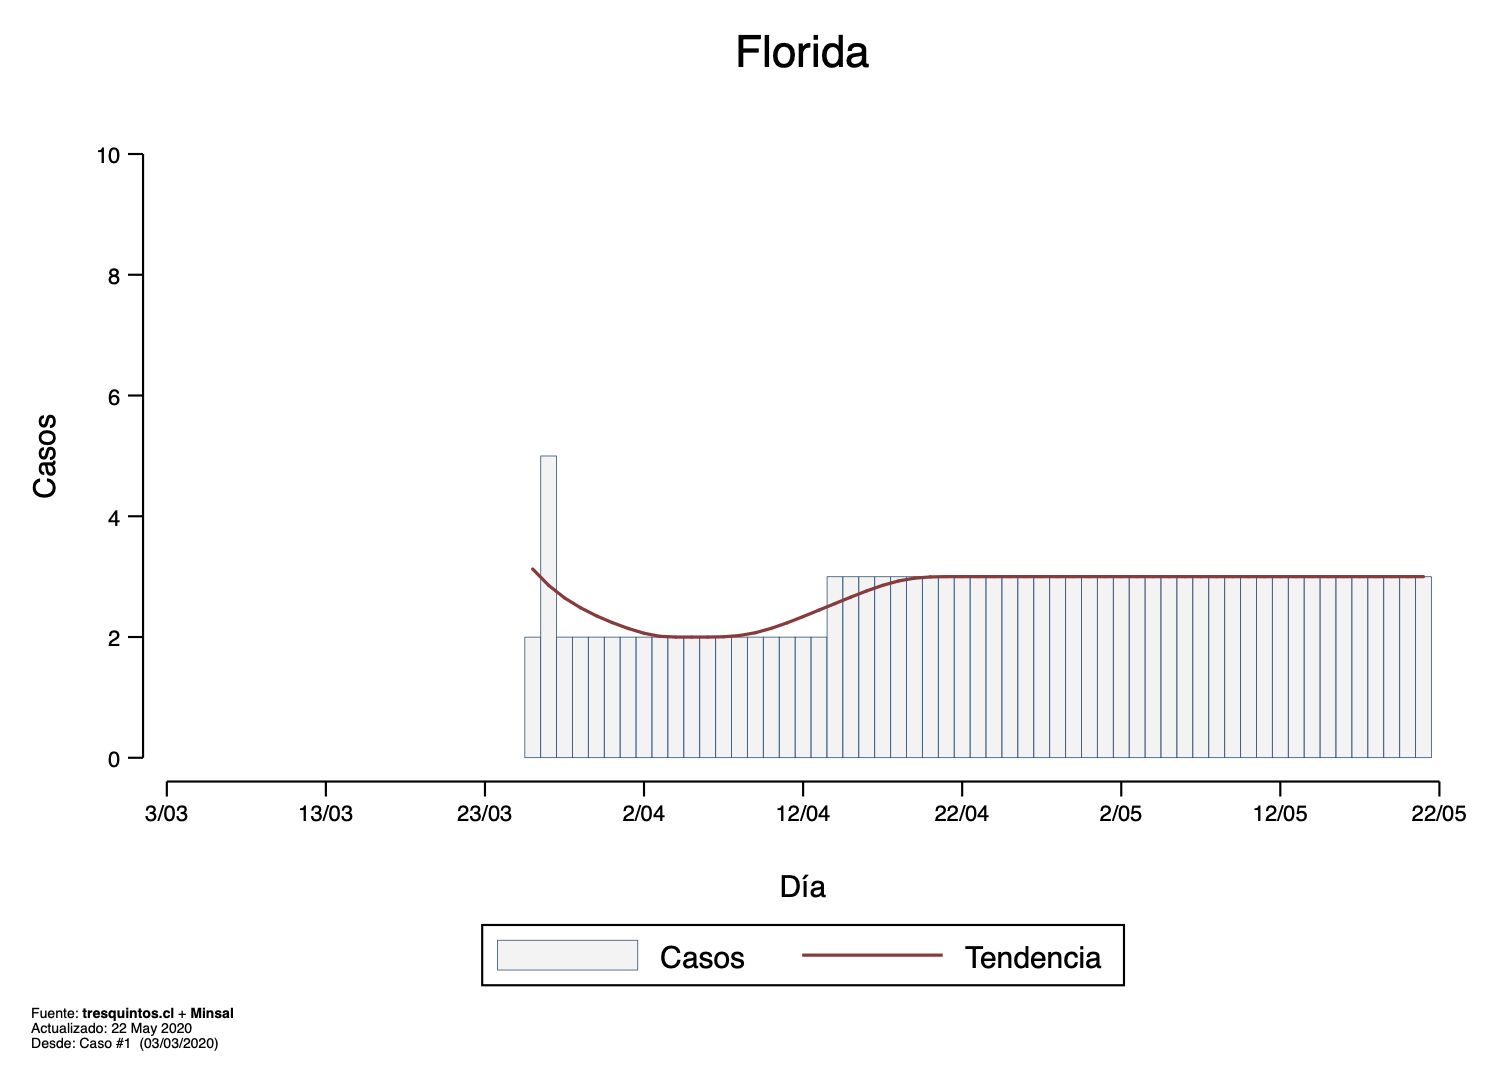 Florida
10
8
6
4
2
0
Casos
3/03 13/03 23/03 2/04 12/04 22/04 2/05 12/05 22/05
Día
Casos Tendencia
Fuente: tresquintos.cl + Minsal
Actualizado: 22 May 2020
Desde: Caso #1 (03/03/2020)